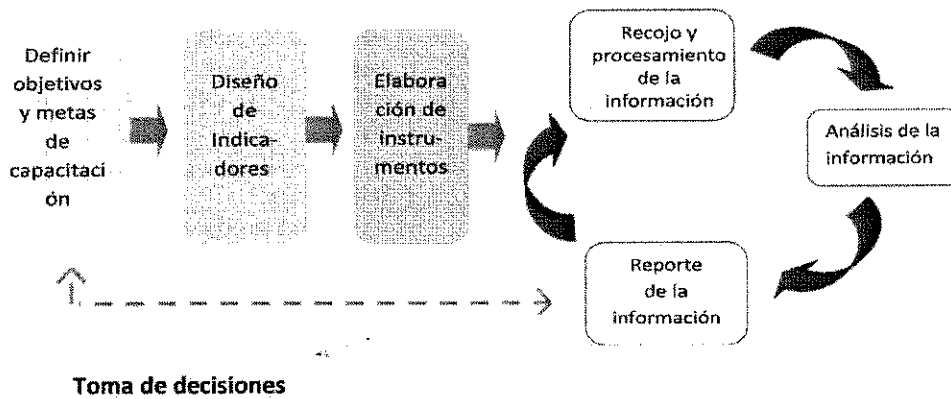 Definir
objetivos
y metas
de
capacitaci
ón
Diseño
de
Indica-
dores
Elabora
ción de
instru-
mentos
Recojo y
procesamiento
de la
información
Análisis de la
información
Reporte
de la
información
Toma de decisiones